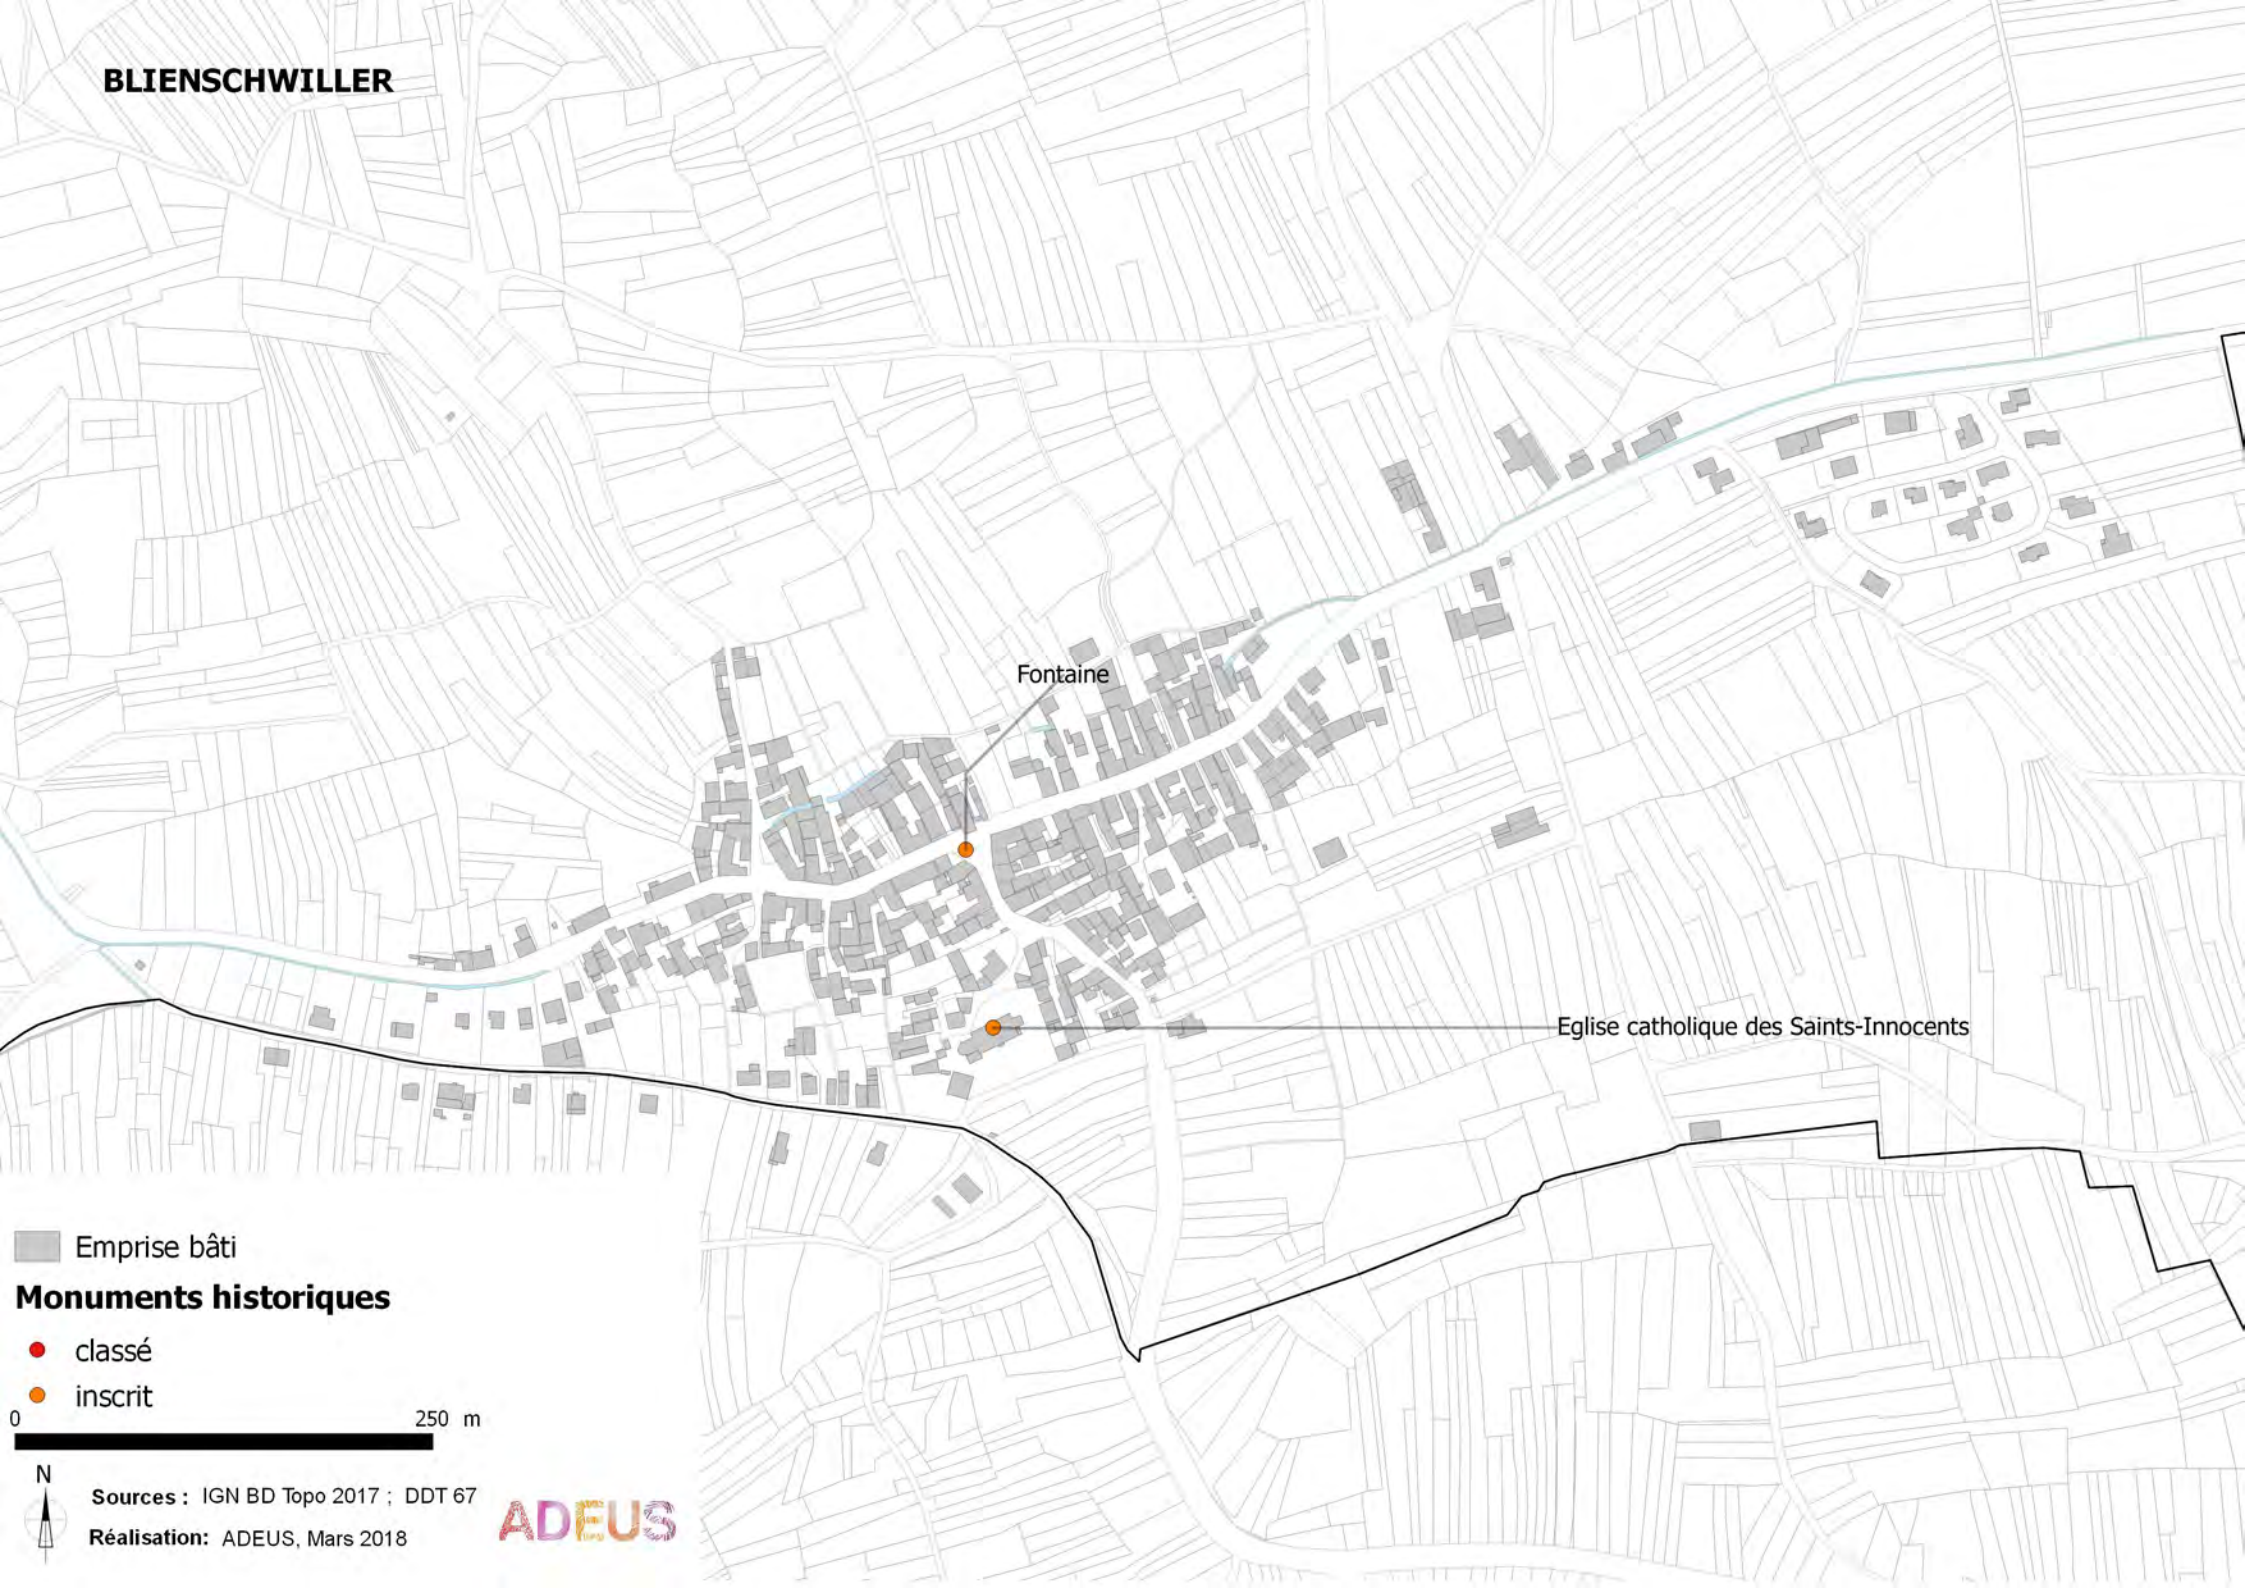 BLIENSCHWILLER
Fontaine
Eglise catholique des Saints-Innocents
Emprise bâti
Monuments historiques
classé
inscrit
0 250 m
N
Sources : IGN BD Topo 2017 ; DDT 67
Réalisation: ADEUS, Mars 2018
ADEUS